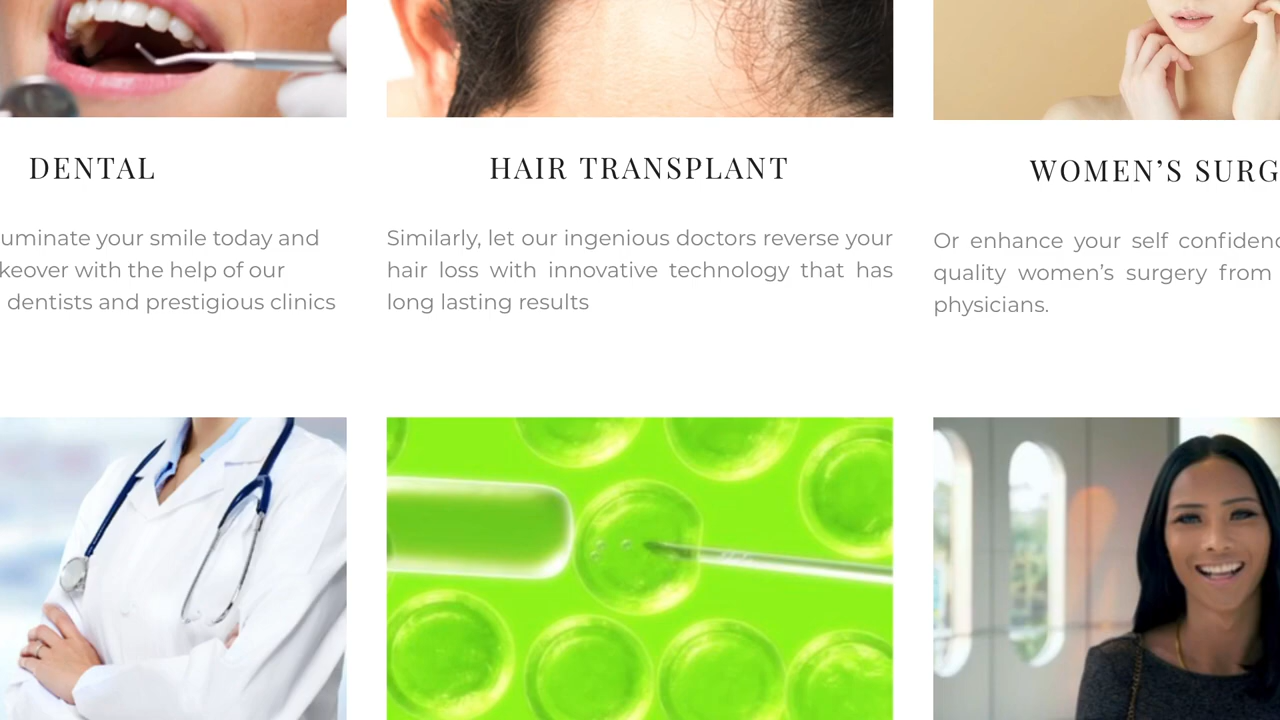 DENTAL
uminate your smile today and
keover with the help of our
dentists and prestigious clinics
HAIR TRANSPLANT
Similarly, let our ingenious doctors reverse your
hair loss with innovative technology that has
long lasting results
WOMEN’S SURG
Or enhance your self confidenc
quality women’s surgery from
physicians.